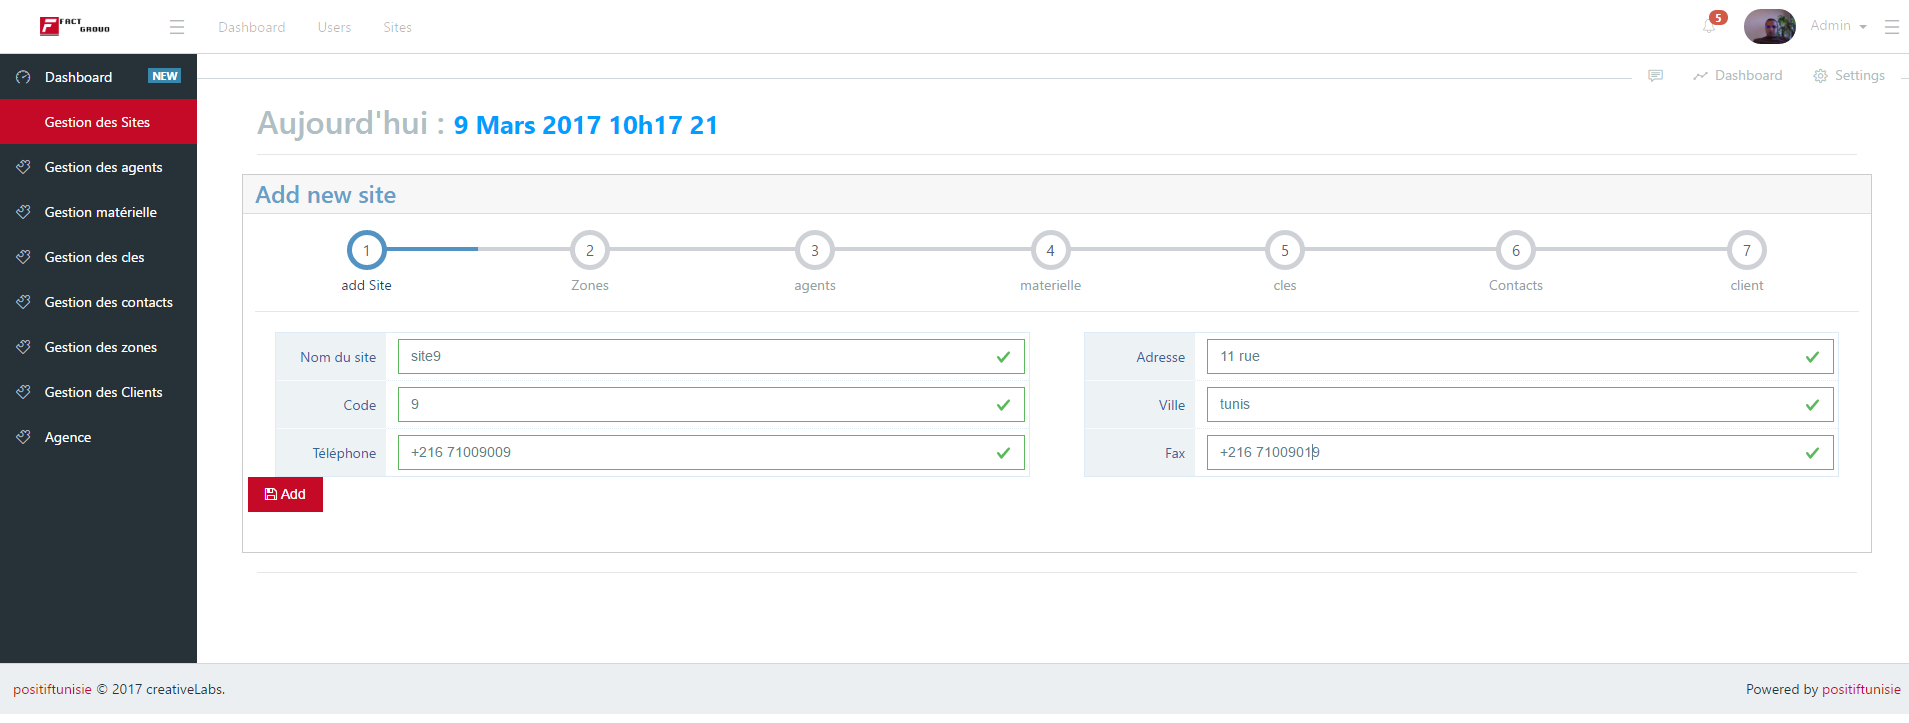 FACT
GROUP
Dashboard Users Sites
5
Admin
Dashboard NEW
Gestion des Sites
Gestion des agents
Gestion matérielle
Gestion des cles
Gestion des contacts
Gestion des zones
Gestion des Clients
Agence
Dashboard Settings
Aujourd'hui : 9 Mars 2017 10h17 21
Add new site
1 2 3 4 5 6 7
add Site Zones agents materielle cles Contacts client
Nom du site site9 Adresse 11 rue
Code 9 Ville tunis
Téléphone +216 71009009 Fax +216 71009019
Add
positiftunisie © 2017 creativeLabs. Powered by positiftunisie